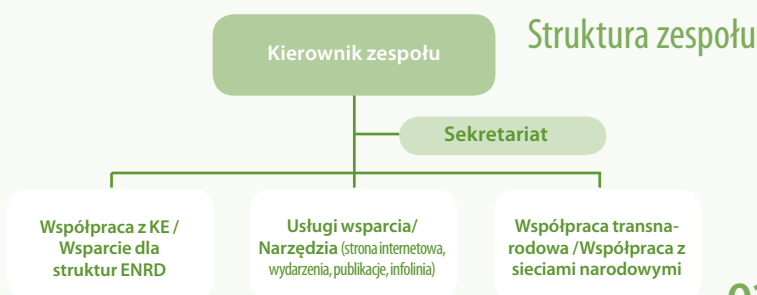 Struktura zespołu
Kierownik zespołu
Sekretariat
Współpraca z KE /
Wsparcie dla
struktur ENRD
Usługi wsparcia/
Narzędzia (strona internetowa,
wydarzenia, publikacje, infolinia)
Współpraca transna-
rodowa /Współpraca z
sieciami narodowymi